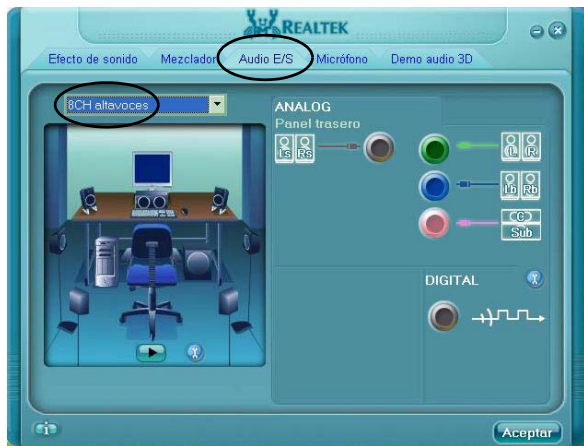 REALTEK
Efecto de sonido Mezclador Audio E/S Micrófono Demo audio 3D
8CH altavoces
ANALOG
Panel trasero
Ls Rs
L R
Lb Rb
C
Sub
DIGITAL
Aceptar